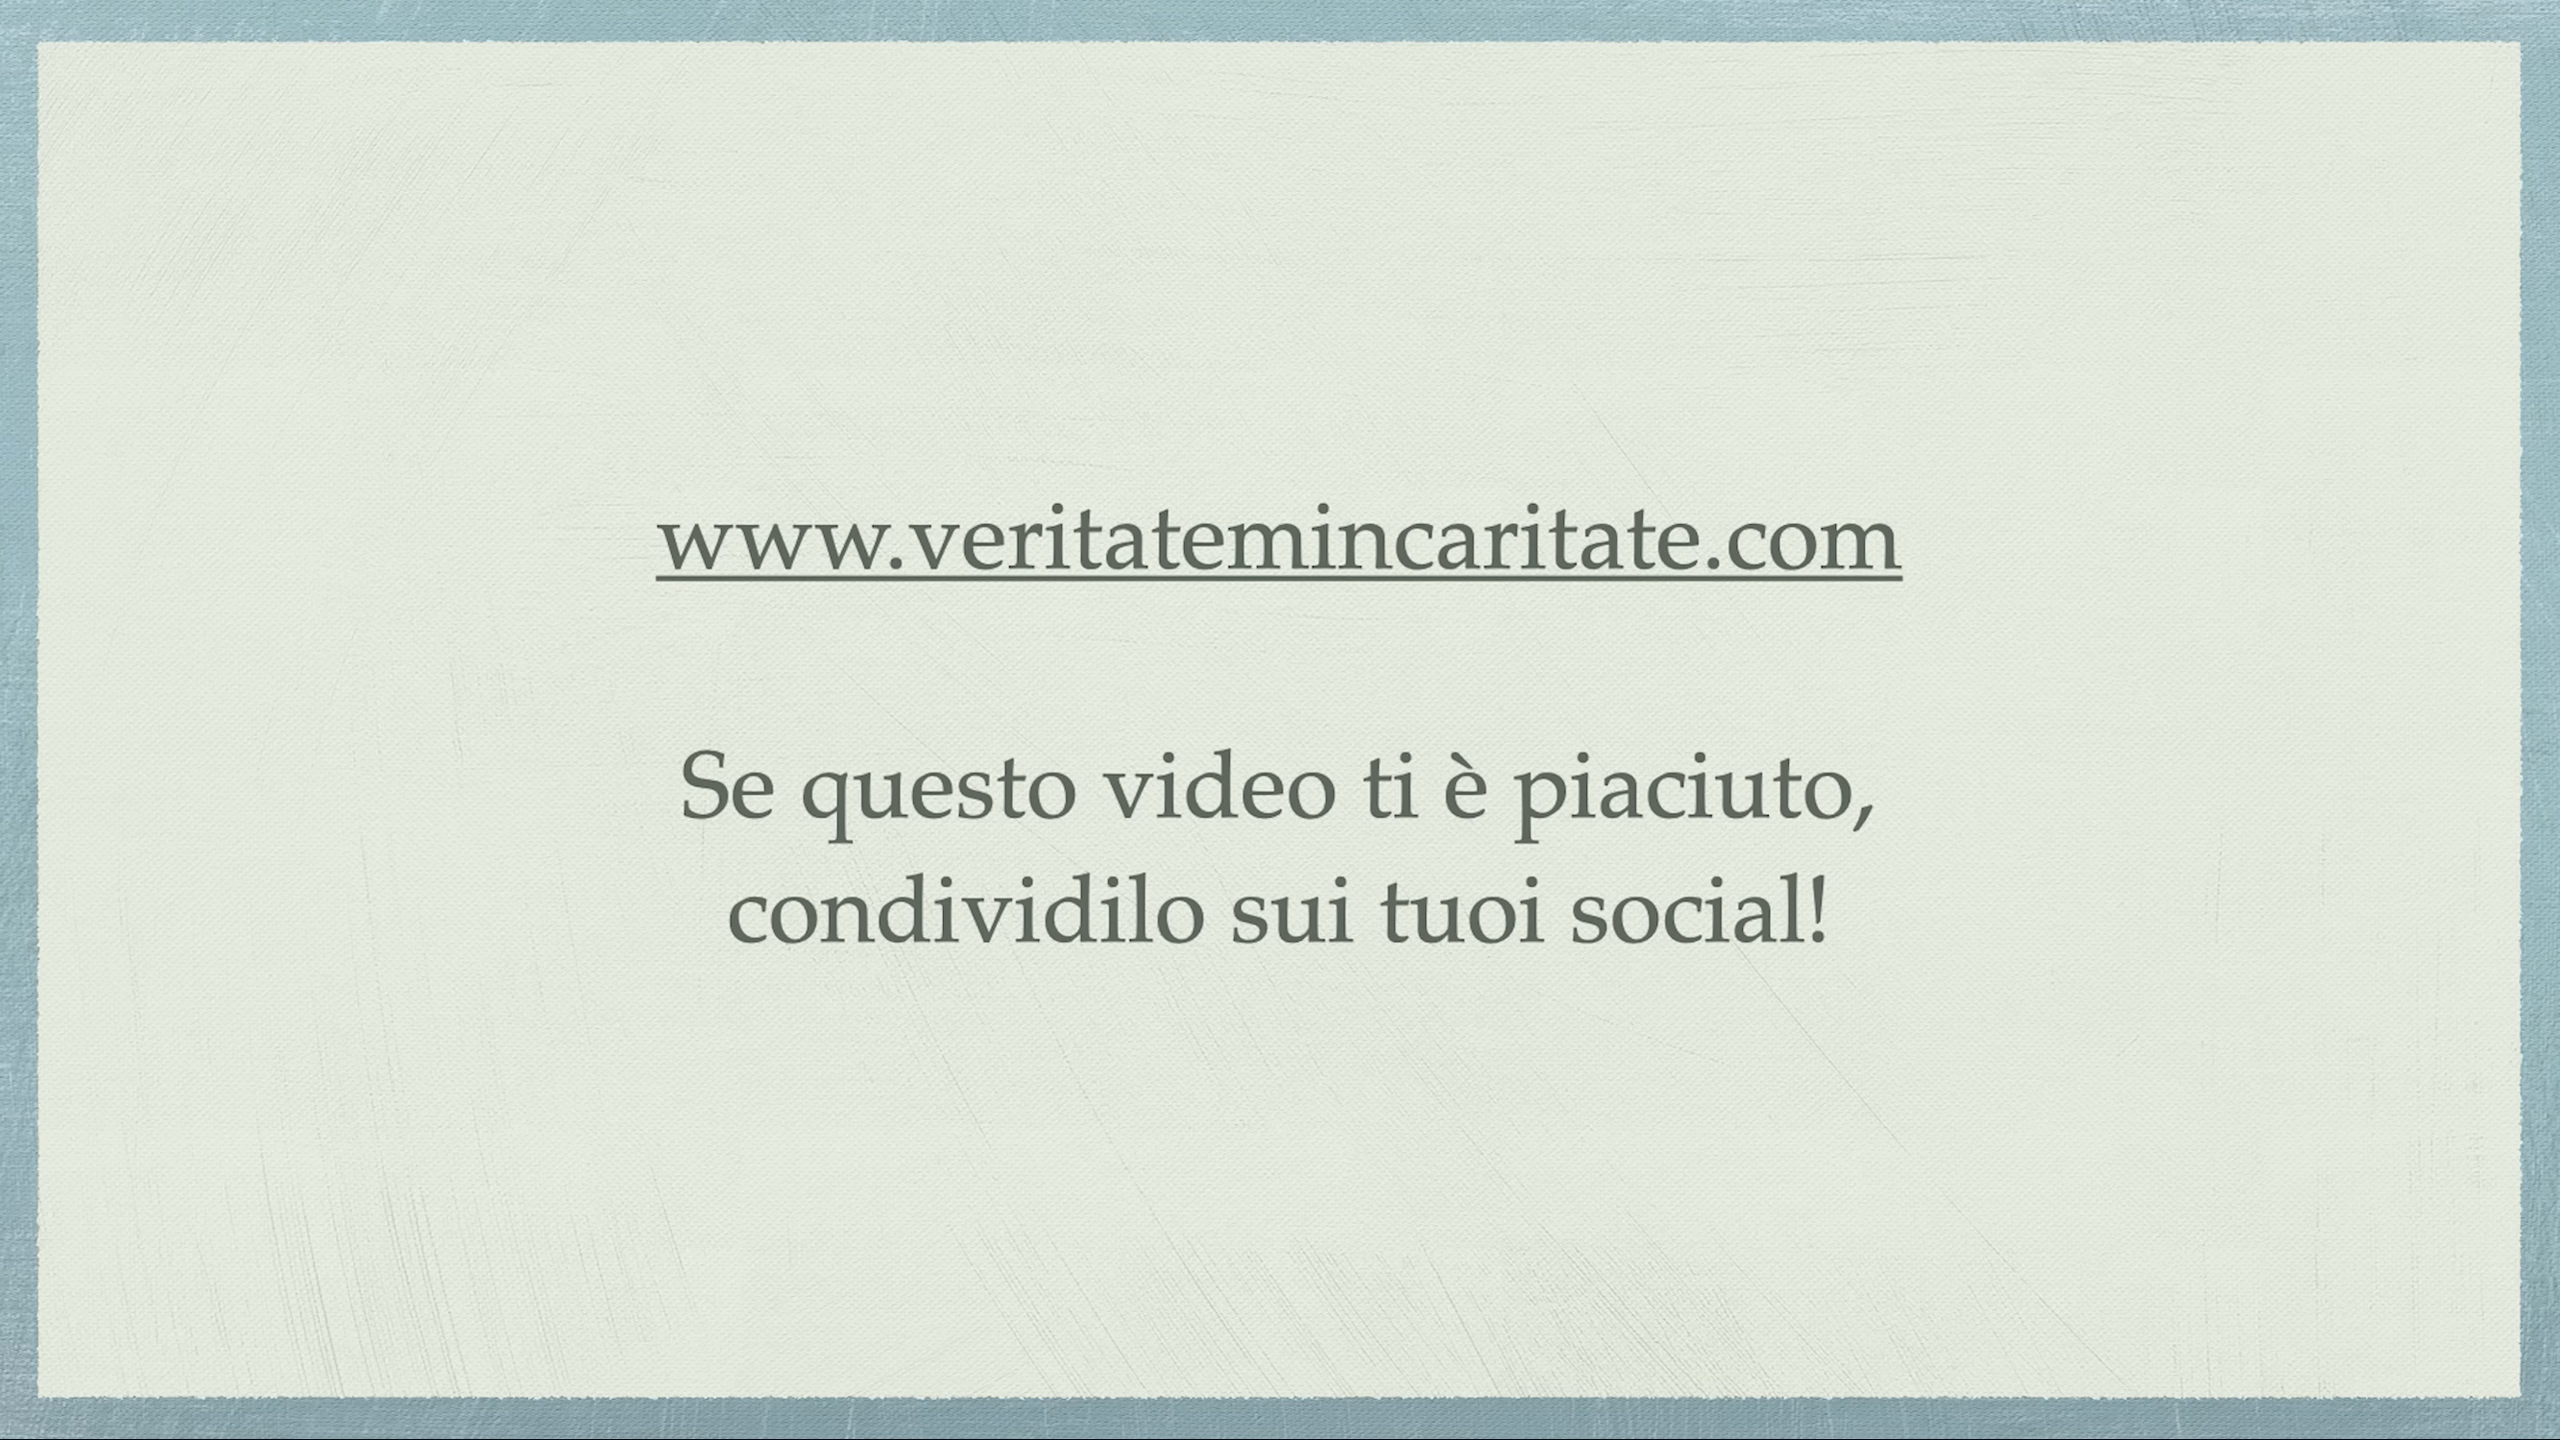 www.veritatemincaritate.com
Se questo video ti è piaciuto,
condividilo sui tuoi social!